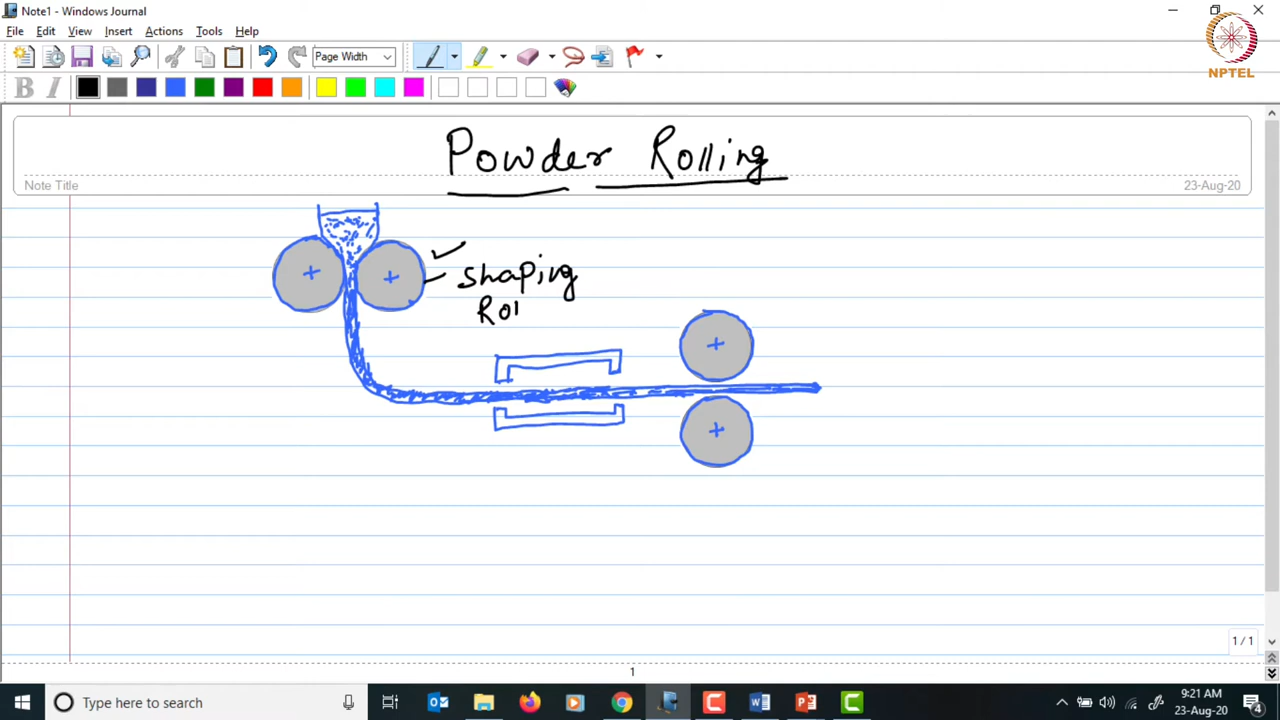 Note1 - Windows Journal
File Edit View Insert Actions Tools Help
Page Width
B I
NPTEL
Powder Rolling
Note Title
23-Aug-20
shaping
Rol
1 / 1
1
Type here to search
9:21 AM
23-Aug-20
4